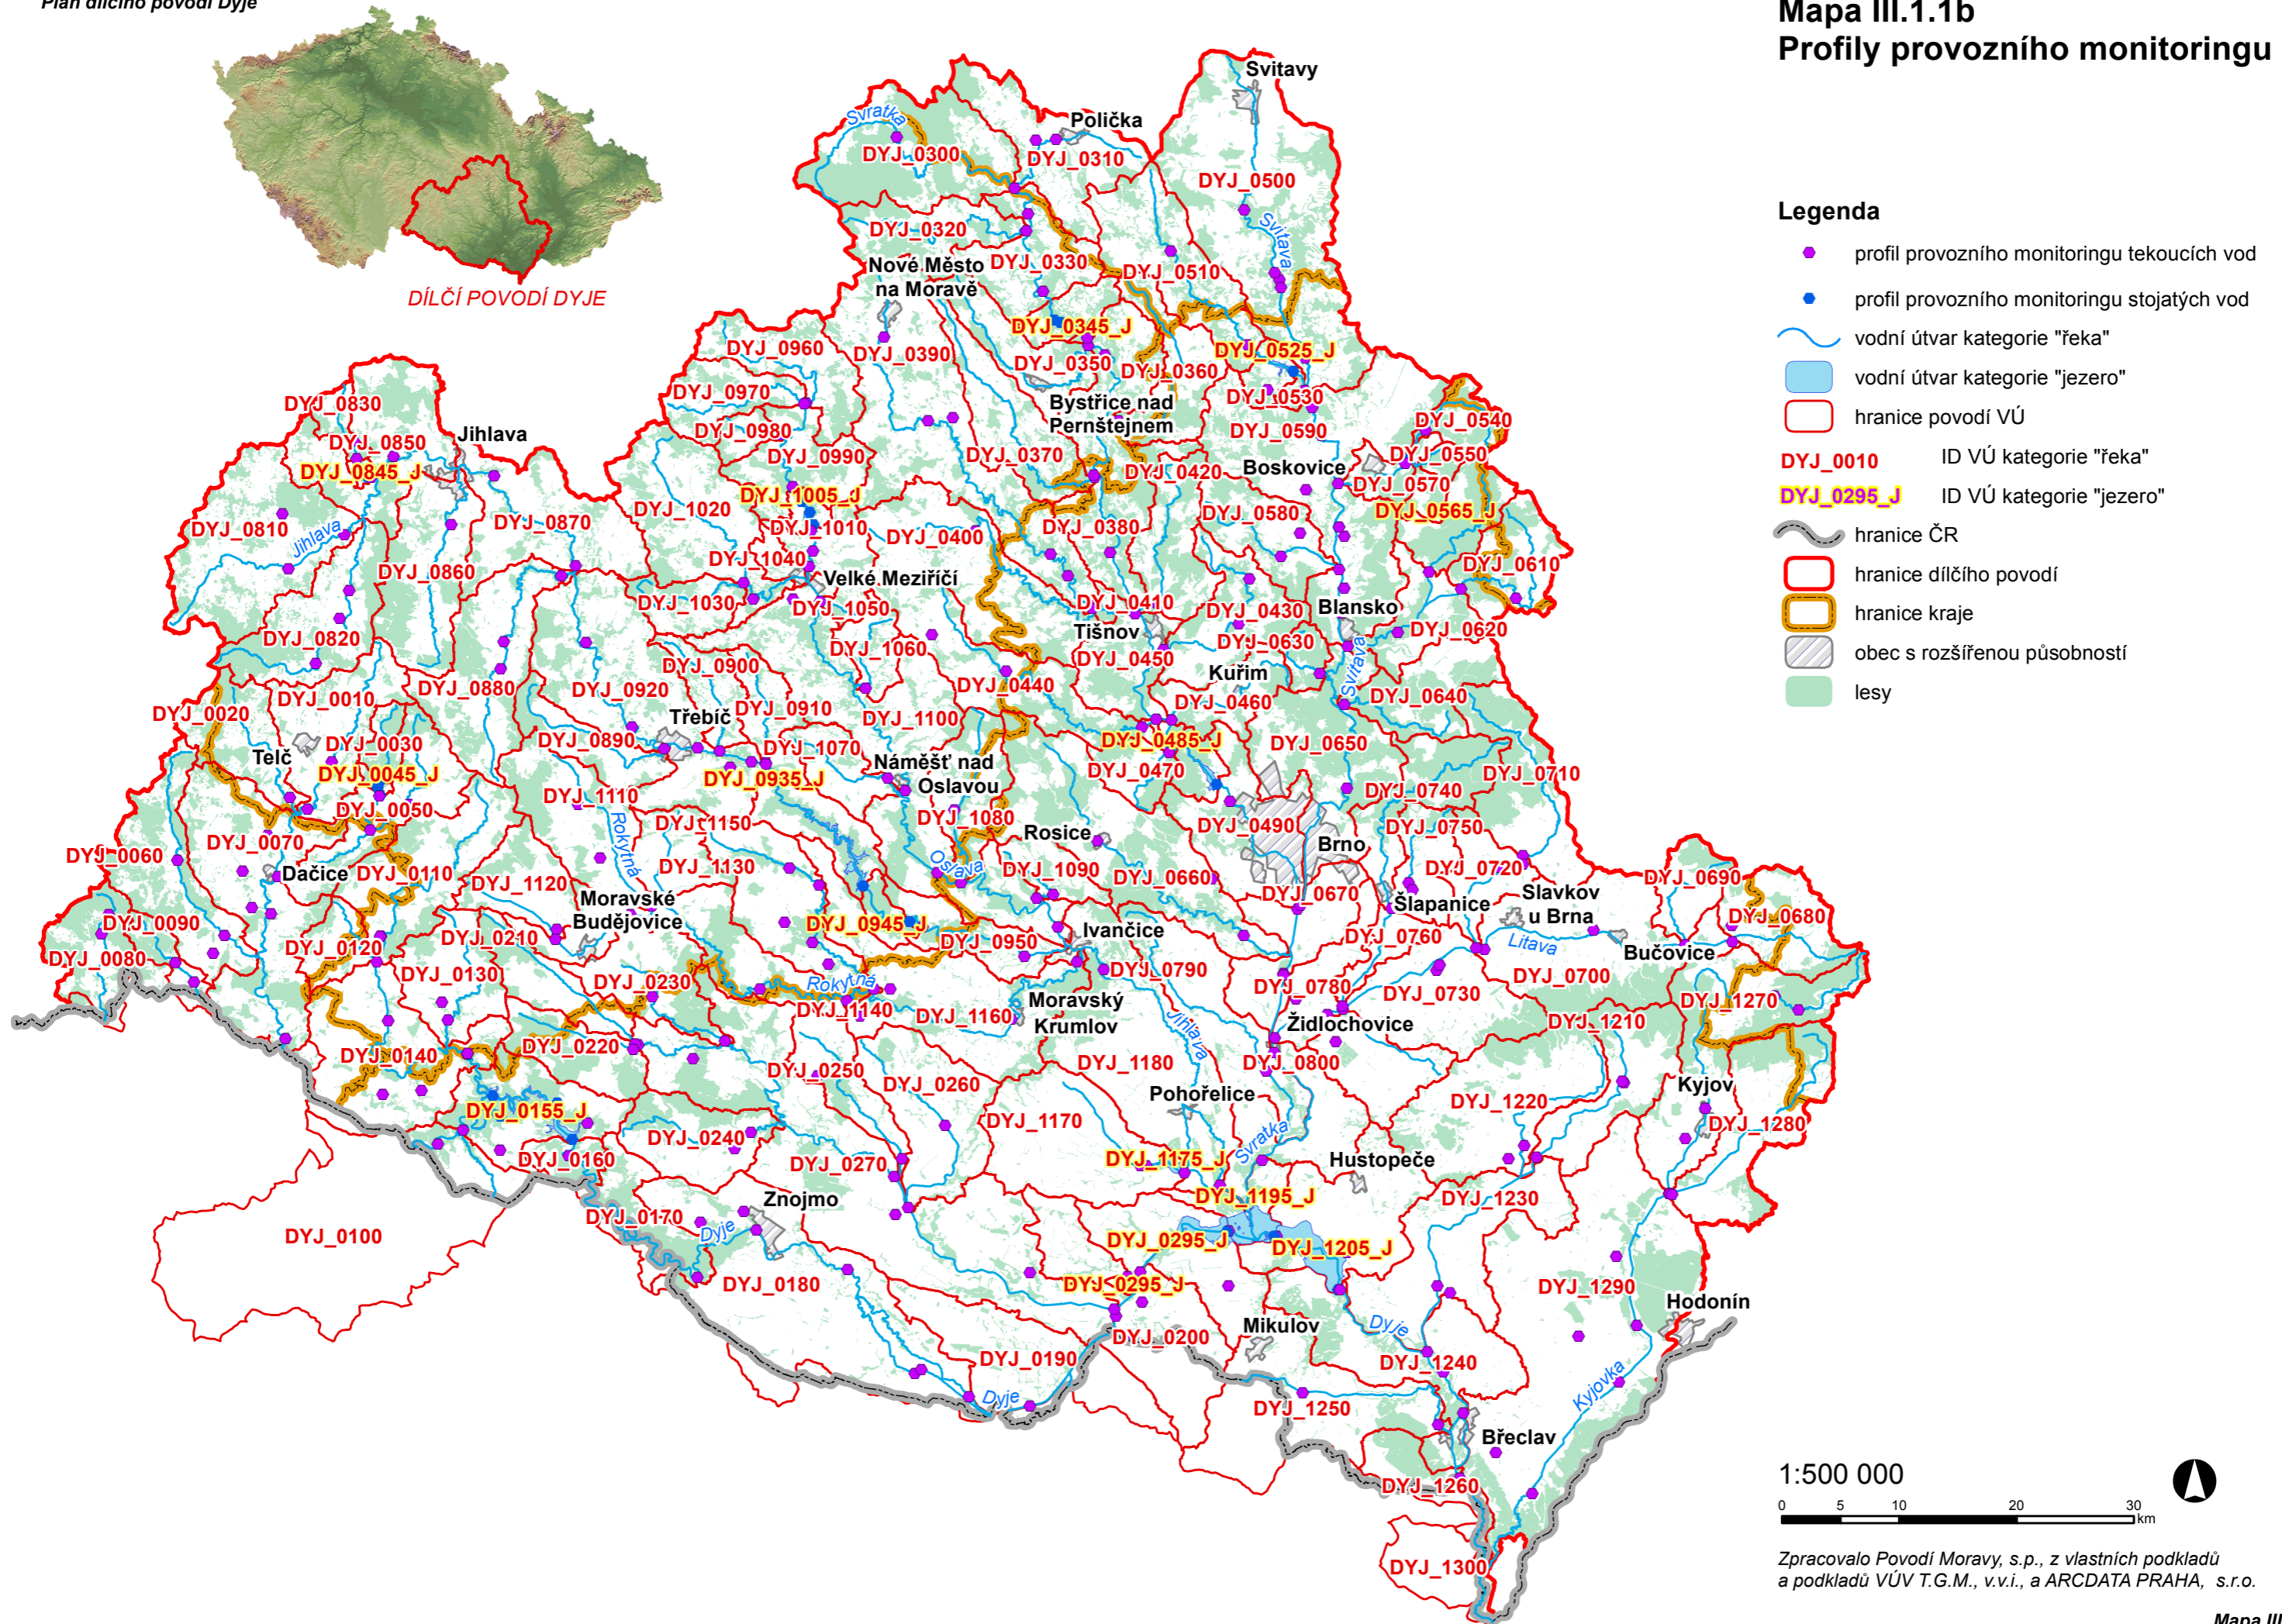 Plán dílčího povodí Dyje
Mapa III.1.1b
Profily provozního monitoringu
DÍLČÍ POVODÍ DYJE
Legenda
profil provozního monitoringu tekoucích vod
profil provozního monitoringu stojatých vod
vodní útvar kategorie "řeka"
vodní útvar kategorie "jezero"
hranice povodí VÚ
DYJ_0010 ID VÚ kategorie "řeka"
DYJ_0295_J ID VÚ kategorie "jezero"
hranice ČR
hranice dílčího povodí
hranice kraje
obec s rozšířenou působností
lesy
Svitavy
Svratka
Polička
DYJ_0300
DYJ_0310
DYJ_0500
Svitava
DYJ_0320
Nové Město
na Moravě
DYJ_0330
DYJ_0510
DYJ_0345_J
DYJ_0960
DYJ_0390
DYJ_0350
DYJ_0360
DYJ_0525_J
DYJ_0970
DYJ_0530
DYJ_0830
Bystřice nad
Pernštejnem
DYJ_0980
DYJ_0590
DYJ_0540
DYJ_0850
Jihlava
DYJ_0845_J
DYJ_0990
DYJ_0370
DYJ_0420
Boskovice
DYJ_0550
DYJ_0570
DYJ_1005_J
DYJ_1020
DYJ_0580
DYJ_0565_J
DYJ_0810
Jihlava
DYJ_0870
DYJ_1010
DYJ_0400
DYJ_0380
DYJ_1040
DYJ_0860
Velké Meziříčí
DYJ_0610
DYJ_1030
DYJ_1050
DYJ_0410
DYJ_0430
Blansko
DYJ_0820
Tišnov
DYJ_0630
DYJ_0620
DYJ_1060
DYJ_0450
Kuřim
Svitava
DYJ_0900
DYJ_0010
DYJ_0880
DYJ_0920
DYJ_0440
DYJ_0640
DYJ_0020
Třebíč
DYJ_0910
DYJ_1100
DYJ_0460
Telč
DYJ_0030
DYJ_0890
DYJ_1070
DYJ_0485_J
DYJ_0650
DYJ_0045_J
DYJ_0935_J
Náměšť nad
Oslavou
DYJ_0470
DYJ_0710
DYJ_0050
DYJ_1110
DYJ_0740
DYJ_1150
DYJ_1080
Rosice
DYJ_0490
DYJ_0750
Rokytná
Brno
DYJ_0070
DYJ_0060
Dačice
DYJ_0110
DYJ_1120
DYJ_1130
Oslava
DYJ_1090
DYJ_0660
DYJ_0720
DYJ_0690
Moravské
Budějovice
DYJ_0670
Šlapanice
Slavkov
u Brna
DYJ_0090
DYJ_0945_J
DYJ_0680
DYJ_0120
DYJ_0210
DYJ_0950
Ivančice
DYJ_0760
Litava
Bučovice
DYJ_0080
DYJ_0130
DYJ_0230
Rokytná
DYJ_0790
DYJ_0780
DYJ_0730
DYJ_0700
DYJ_1270
DYJ_1140
DYJ_1160
Moravský
Krumlov
Židlochovice
DYJ_1210
DYJ_0140
DYJ_0220
Jihlava
DYJ_0250
DYJ_0260
DYJ_1180
DYJ_0800
Kyjov
Pohořelice
DYJ_1220
DYJ_0155_J
DYJ_1170
DYJ_1280
DYJ_0240
Svratka
DYJ_0160
DYJ_0270
DYJ_1175_J
Hustopeče
Znojmo
DYJ_1195_J
DYJ_1230
DYJ_0170
Dyje
DYJ_0100
DYJ_0295_J
DYJ_1205_J
DYJ_0180
DYJ_0295_J
DYJ_1290
Hodonín
Mikulov
Dyje
DYJ_0200
DYJ_0190
DYJ_1240
Kyjovka
Dyje
DYJ_1250
Břeclav
DYJ_1260
DYJ_1300
1:500 000
0 5 10 20 30
km
Zpracovalo Povodí Moravy, s.p., z vlastních podkladů
a podkladů VÚV T.G.M., v.v.i., a ARCDATA PRAHA, s.r.o.
Mapa III